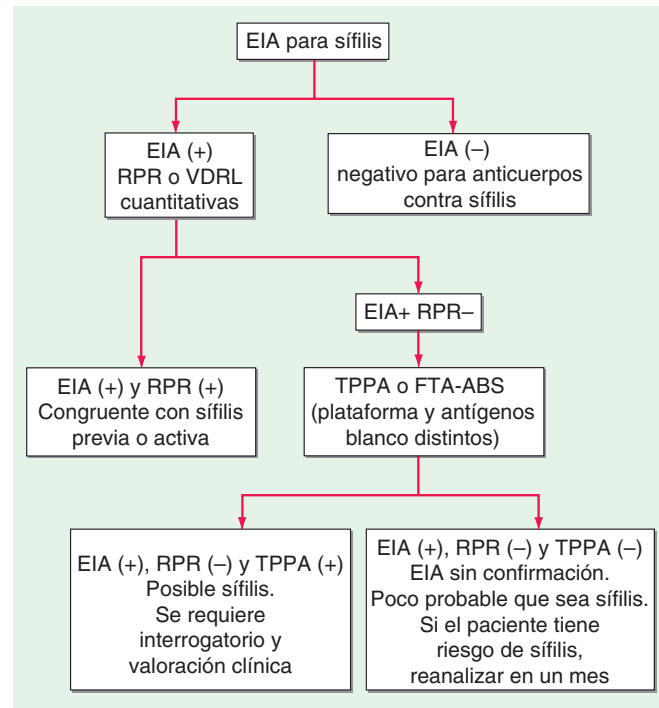 EIA para sífilis
EIA (+)
RPR o VDRL
cuantitativas
EIA (–)
negativo para anticuerpos
contra sífilis
EIA+ RPR–
EIA (+) y RPR (+)
Congruente con sífilis
previa o activa
TPPA o FTA-ABS
(plataforma y antígenos
blanco distintos)
EIA (+), RPR (–) y TPPA (+)
Posible sífilis.
Se requiere
interrogatorio y
valoración clínica
EIA (+), RPR (–) y TPPA (–)
EIA sin confirmación.
Poco probable que sea sífilis.
Si el paciente tiene
riesgo de sífilis,
reanalizar en un mes